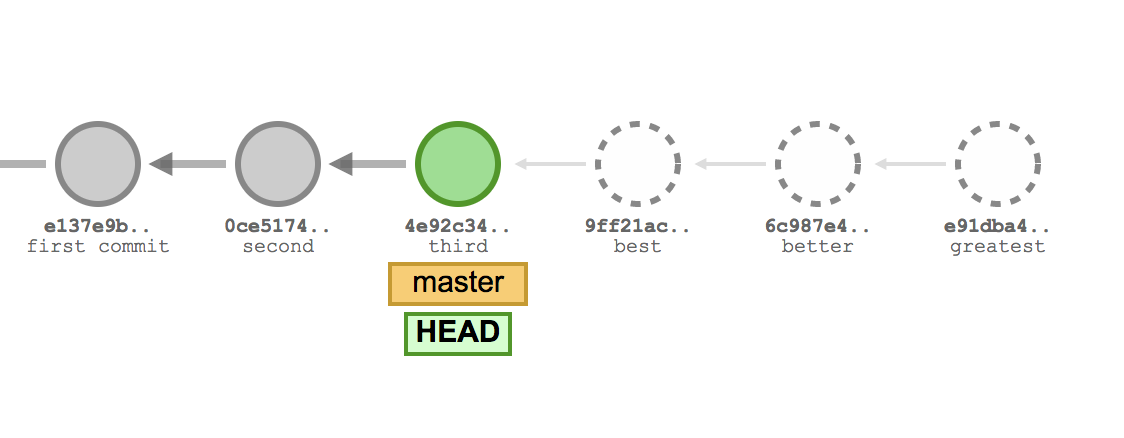 e137e9b.. 0ce5174.. 4e92c34.. 9ff21ac.. 6c987e4.. e91dba4..
first commit second third best better greatest
master
HEAD